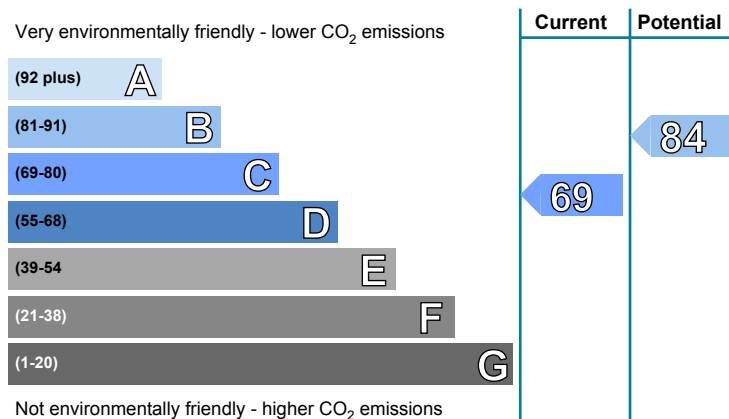 Current Potential
Very environmentally friendly - lower CO2 emissions
(92 plus) A
(81-91) B
84
(69-80) C
69
(55-68) D
(39-54 E
(21-38) F
(1-20) G
Not environmentally friendly - higher CO2 emissions